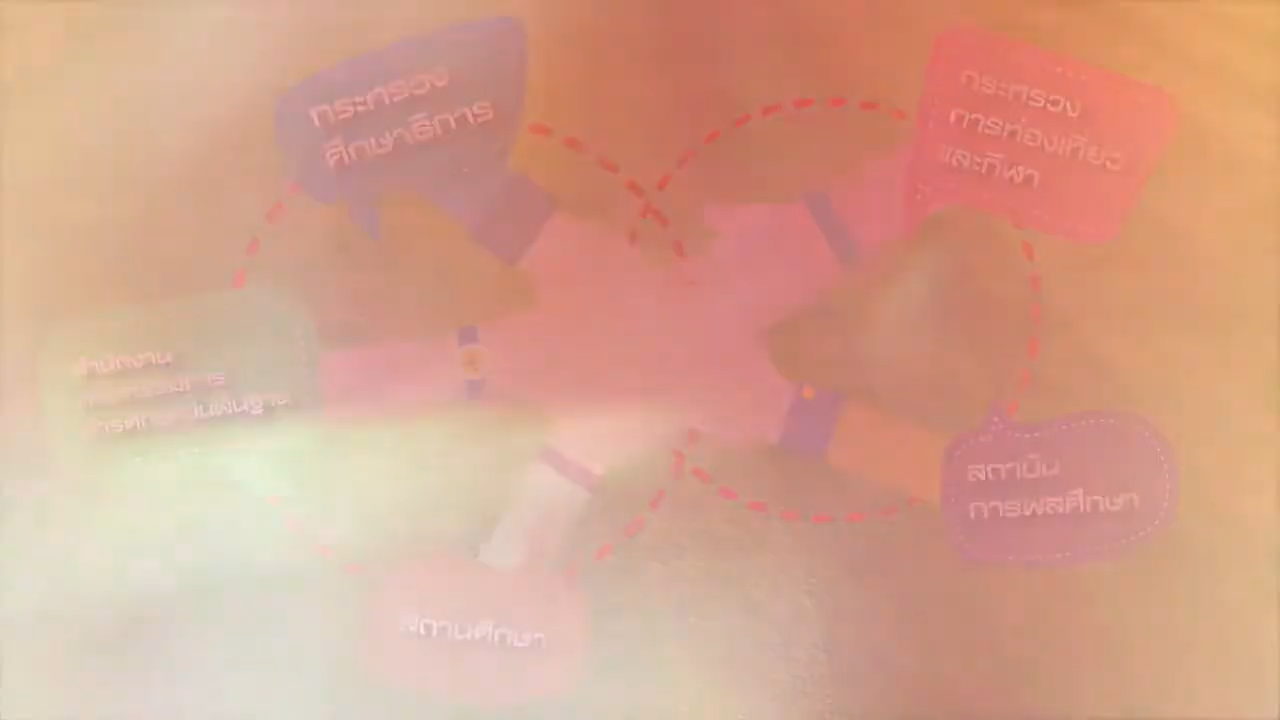 กระทรวง
ศึกษาธิการ
กระทรวง
การท่องเที่ยว
และกีฬา
สำนักงาน
สถาบัน
การพลศึกษา
สถานศึกษา